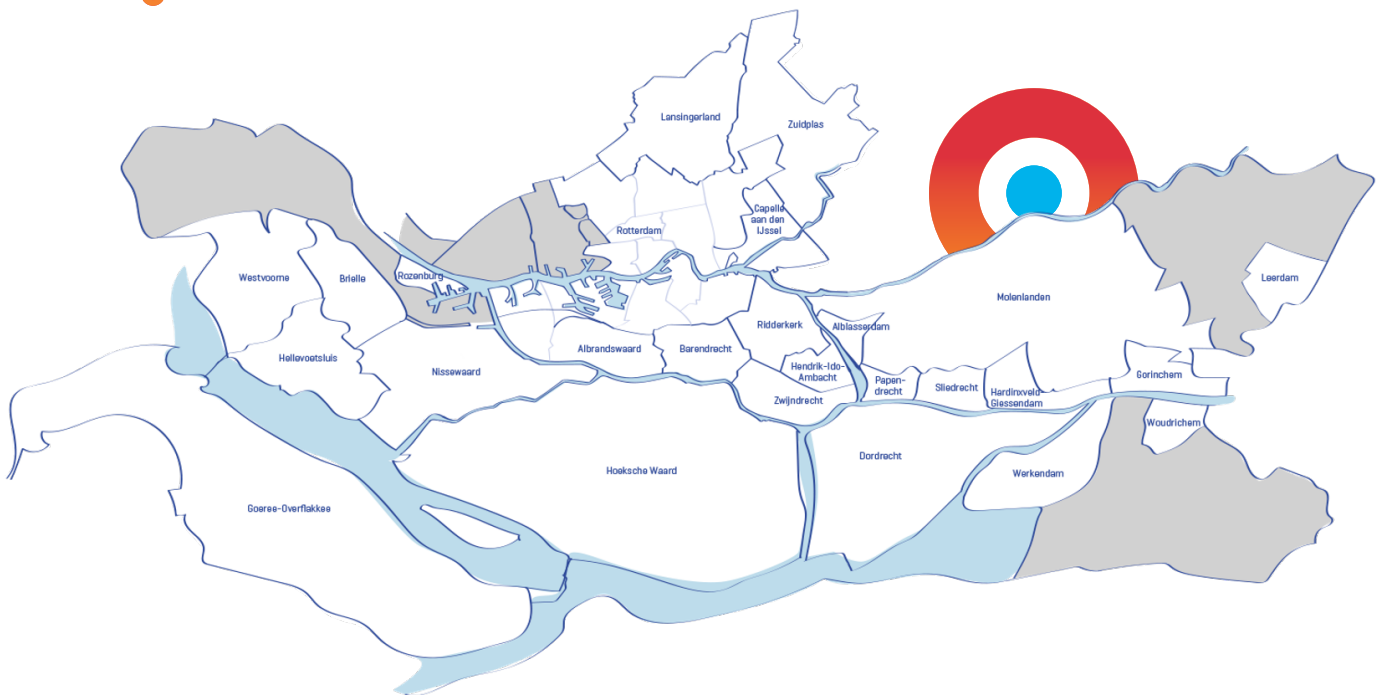 Lansingerland
Zuidplas
Rotterdam
Capelle
aan den
IJssel
Westvoorne
Brielle
Rozenburg
Leerdam
Molenlanden
Ridderkerk
Alblasserdam
Hellevoetsluis
Nissewaard
Albrandswaard
Barendrecht
Hendrik-Ido-
Ambacht
Papen-
drecht
Sliedrecht
Hardinxveld-
Giessendam
Gorinchem
Zwijndrecht
Woudrichem
Hoeksche Waard
Dordrecht
Werkendam
Goeree-Overflakkee